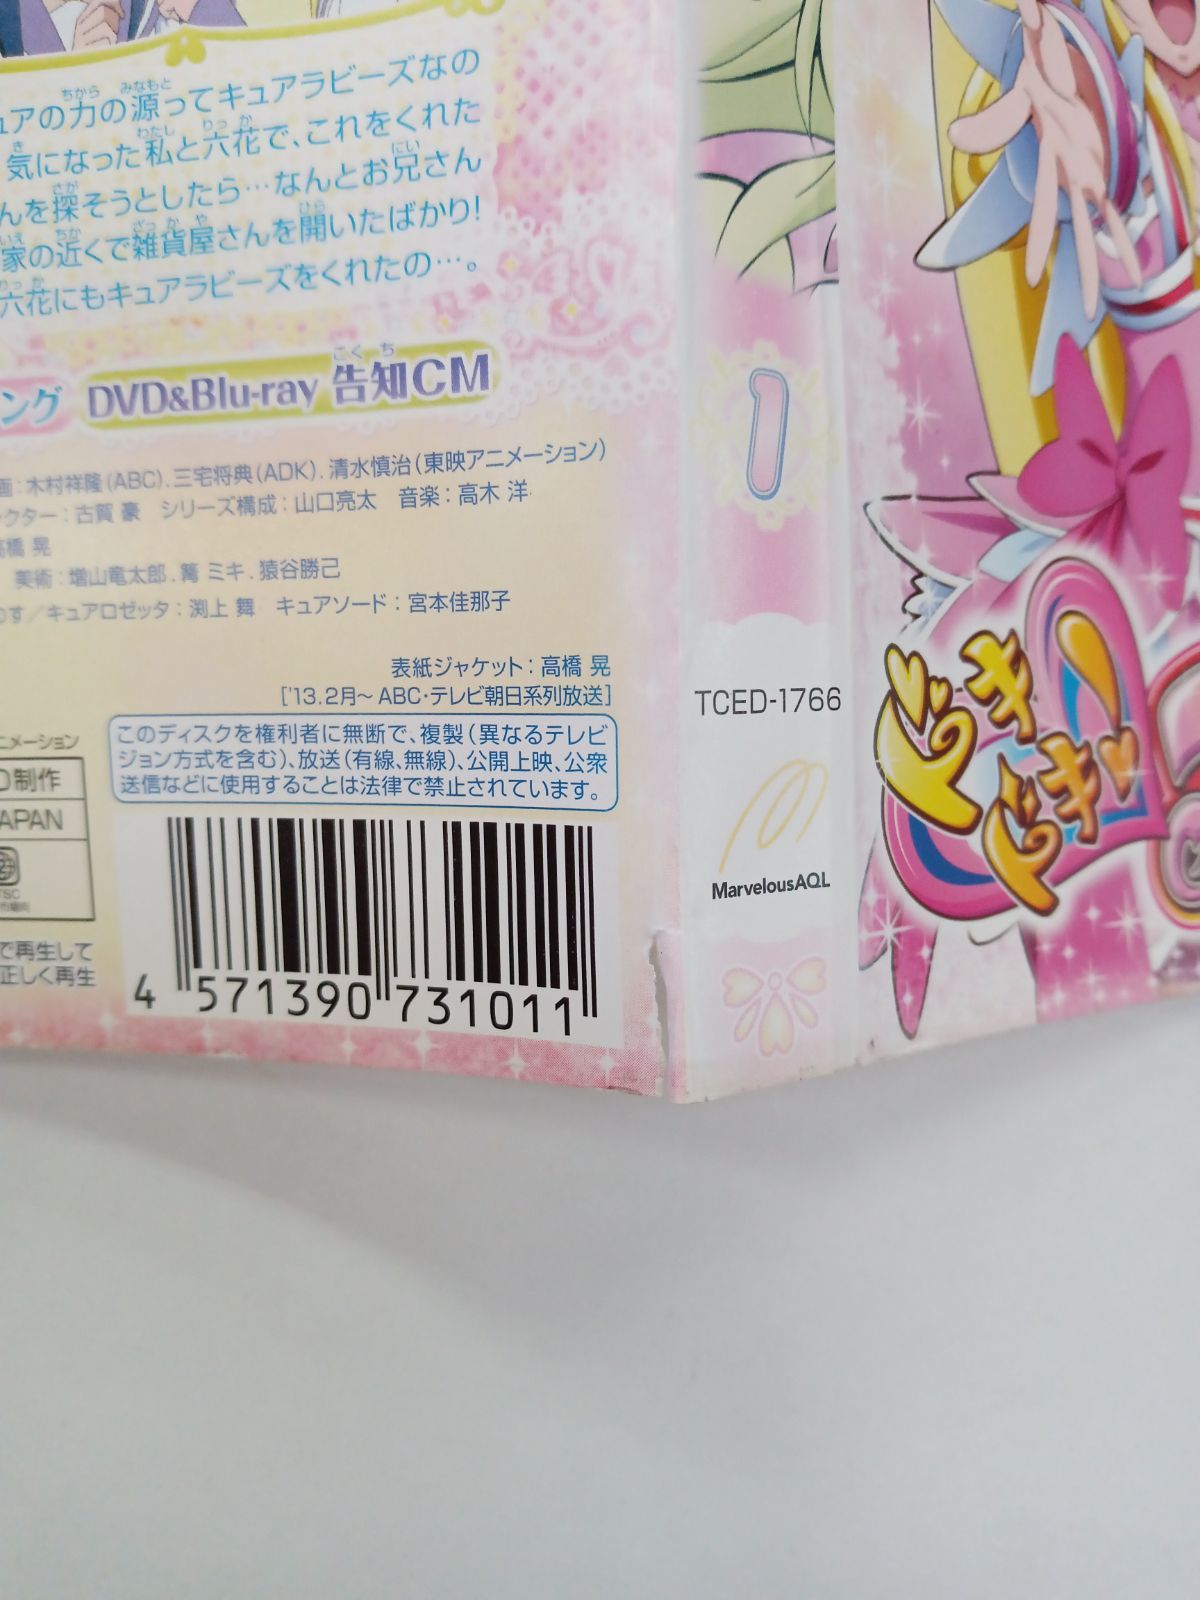 ュアの力の源ってキュアラビーズなの
気になった私と六花で、これをくれた
んを探そうとしたら…なんとお兄さん
家の近くで雑貨屋さんを開いたばかり!
六花にもキュアラビーズをくれたの…。
ング DVD&Blu-ray 告知CM
画:木村祥隆(ABC).三宅将典(ADK).清水慎治(東映アニメーション)
クター:古賀 豪 シリーズ構成:山口亮太 音楽:高木 洋
高橋 晃
美術:増山竜太郎.篝 ミキ.猿谷勝己
のす/キュアロゼッタ:渕上 舞 キュアソード:宮本佳那子
表紙ジャケット:高橋 晃
['13.2月〜 ABC・テレビ朝日系列放送]
このディスクを権利者に無断で、複製(異なるテレビ
ジョン方式を含む)、放送(有線、無線)、公開上映、公衆
送信などに使用することは法律で禁止されています。
ニメーション
D制作
APAN
で再生して
正しく再生
4 571390 731011
1
TCED-1766
MarvelousAQL
ドキドキ!